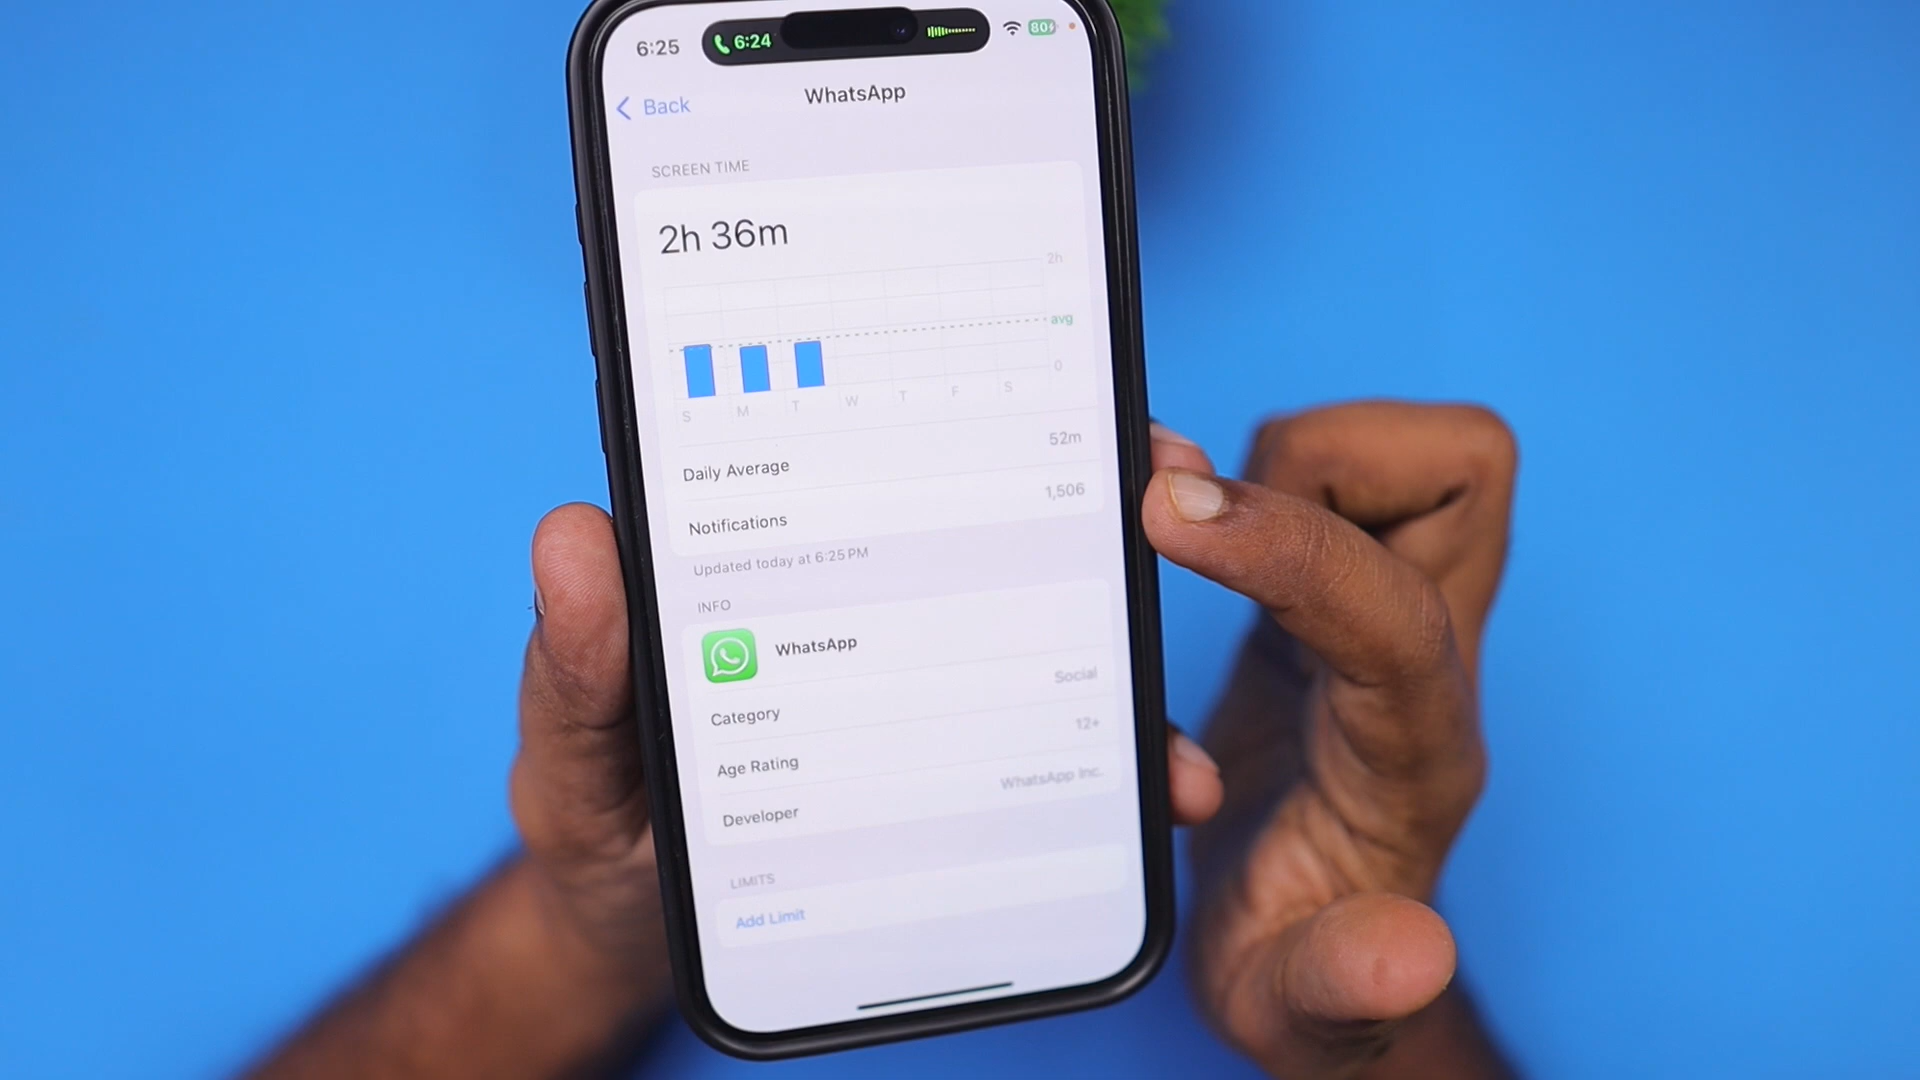 6:25 6:24 80
Back WhatsApp
SCREEN TIME
2h 36m
2h
avg
0
S M T W T F S
Daily Average 52m
Notifications 1,506
Updated today at 6:25 PM
INFO
WhatsApp
Category Social
Age Rating 12+
Developer WhatsApp Inc.
LIMITS
Add Limit